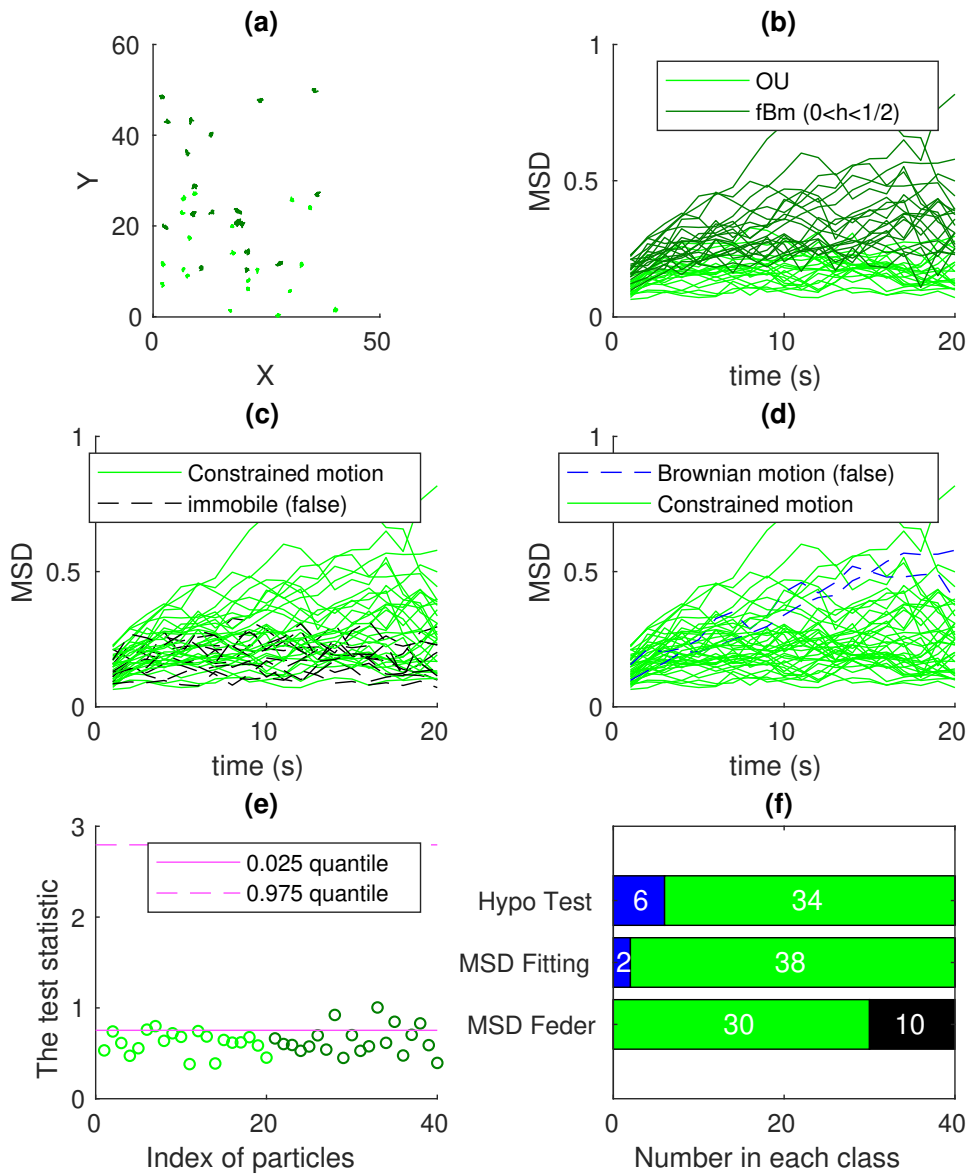 (a)
60
40
20
0
Y
0
50
X
(b)
1
0.5
0
MSD
OU
fBm (0<h<1/2)
0
10
20
time (s)
(c)
1
0.5
0
MSD
Constrained motion
immobile (false)
0
10
20
time (s)
(d)
1
0.5
0
MSD
Brownian motion (false)
Constrained motion
0
10
20
time (s)
(e)
3
2
1
0
The test statistic
0.025 quantile
0.975 quantile
0
20
40
Index of particles
(f)
Hypo Test
6
34
MSD Fitting
2
38
MSD Feder
30
10
0
20
40
Number in each class